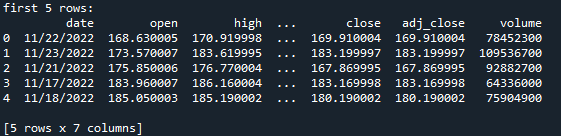 first 5 rows:
date open high ... close adj_close volume
0 11/22/2022 168.630005 170.919998 ... 169.910004 169.910004 78452300
1 11/23/2022 173.570007 183.619995 ... 183.199997 183.199997 109536700
2 11/21/2022 175.850006 176.770004 ... 167.869995 167.869995 92882700
3 11/17/2022 183.960007 186.160004 ... 183.169998 183.169998 64336000
4 11/18/2022 185.050003 185.190002 ... 180.190002 180.190002 75904900
[5 rows x 7 columns]